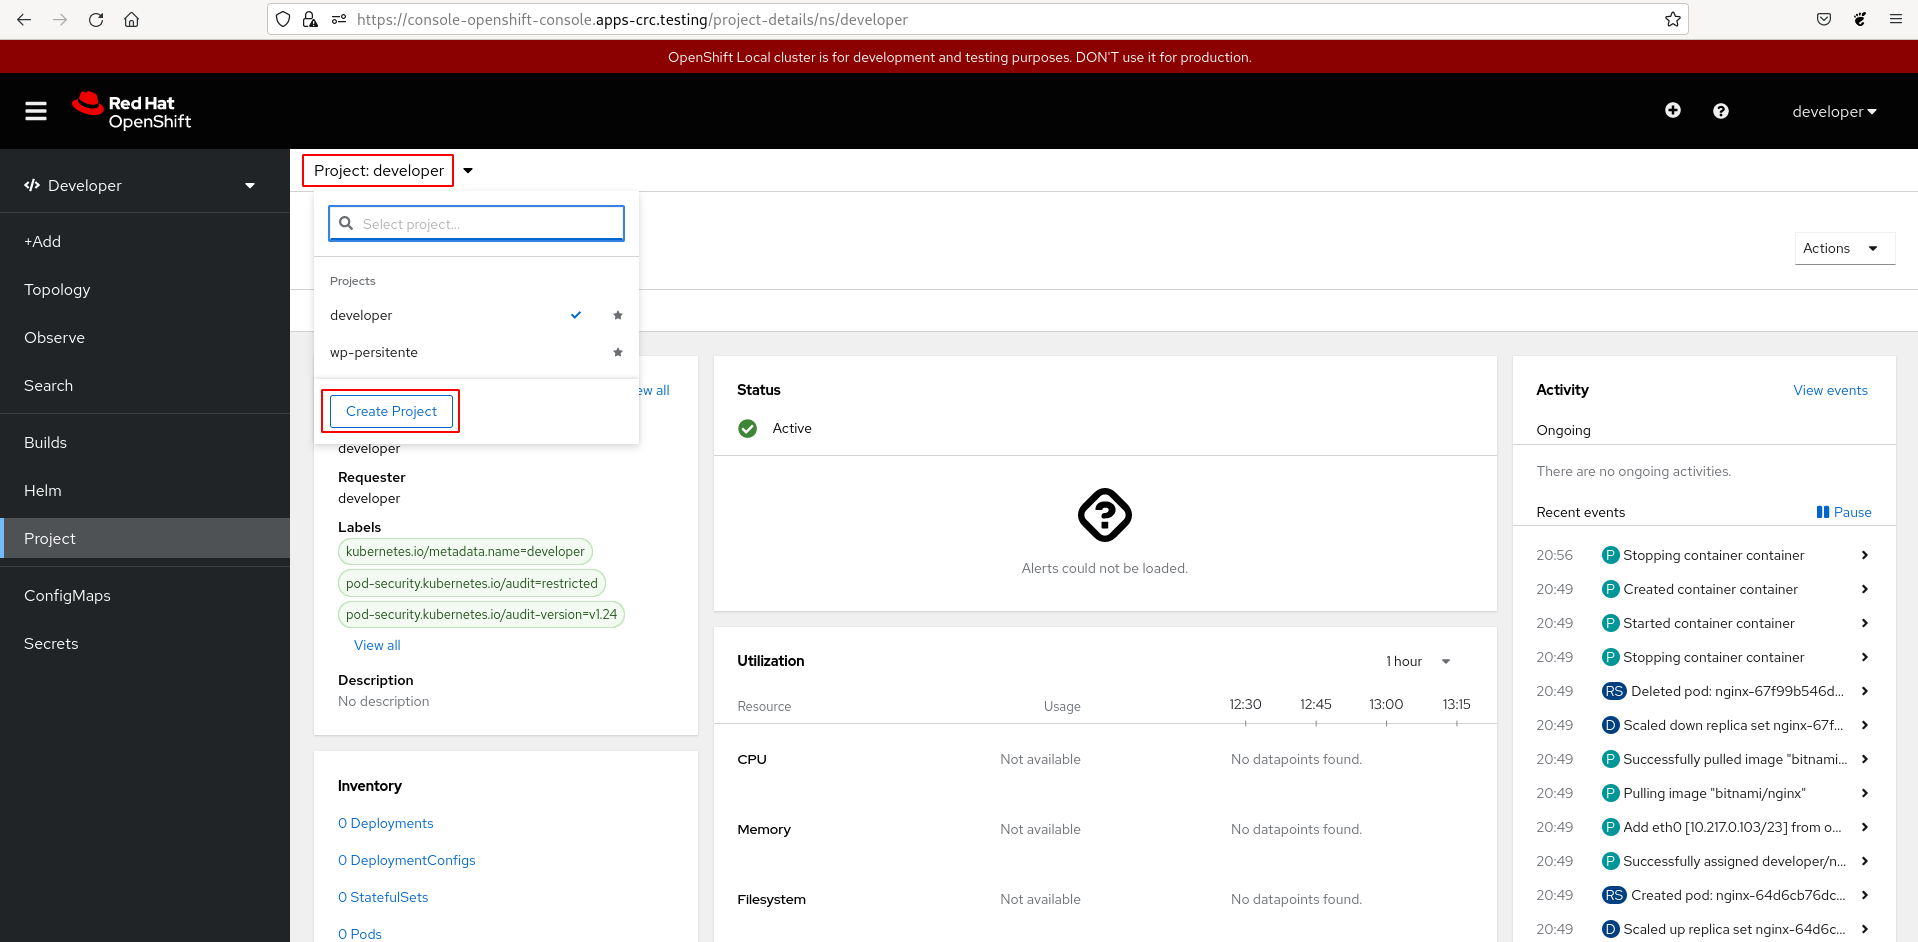 https://console-openshift-console.apps-crc.testing/project-details/ns/developer
OpenShift Local cluster is for development and testing purposes. DON'T use it for production.
Red Hat
OpenShift
developer
Developer
+Add
Topology
Observe
Search
Builds
Helm
Project
ConfigMaps
Secrets
Project: developer
Select project...
Projects
developer
wp-persitente
Create Project
Actions
all
developer
Requester
developer
Labels
kubernetes.io/metadata.name=developer
pod-security.kubernetes.io/audit=restricted
pod-security.kubernetes.io/audit-version=v1.24
View all
Description
No description
Inventory
0 Deployments
0 DeploymentConfigs
0 StatefulSets
0 Pods
Status
Active
Alerts could not be loaded.
Utilization
1 hour
Resource Usage 12:30 12:45 13:00 13:15
CPU Not available No datapoints found.
Memory Not available No datapoints found.
Filesystem Not available No datapoints found.
Activity View events
Ongoing
There are no ongoing activities.
Recent events Pause
20:56 P Stopping container container
20:49 P Created container container
20:49 P Started container container
20:49 P Stopping container container
20:49 RS Deleted pod: nginx-67f99b546d...
20:49 D Scaled down replica set nginx-67f...
20:49 P Successfully pulled image "bitnami...
20:49 P Pulling image "bitnami/nginx"
20:49 P Add eth0 [10.217.0.103/23] from o...
20:49 P Successfully assigned developer/n...
20:49 RS Created pod: nginx-64d6cb76dc...
20:49 D Scaled up replica set nginx-64d6c...